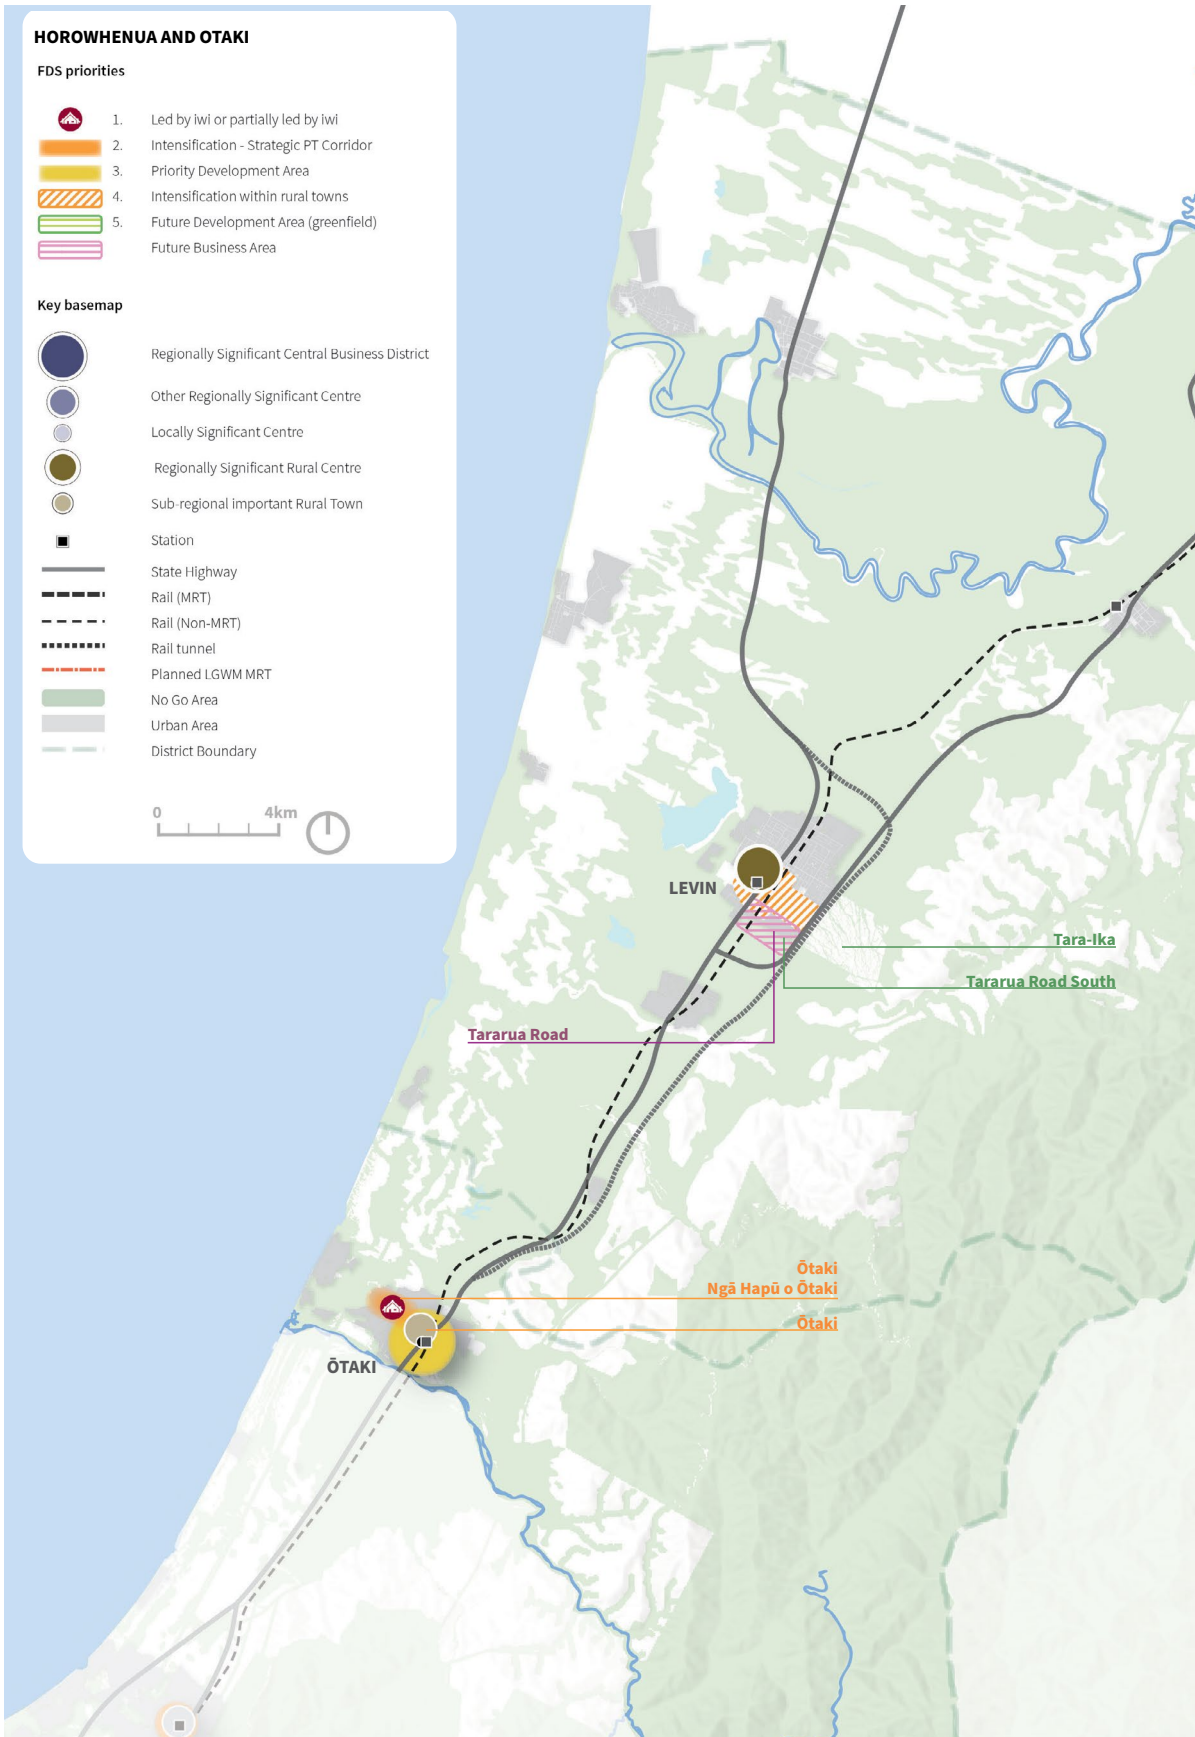 HOROWHENUA AND OTAKI
FDS priorities
1. Led by iwi or partially led by iwi
2. Intensification - Strategic PT Corridor
3. Priority Development Area
4. Intensification within rural towns
5. Future Development Area (greenfield)
Future Business Area
Key basemap
Regionally Significant Central Business District
Other Regionally Significant Centre
Locally Significant Centre
Regionally Significant Rural Centre
Sub-regional important Rural Town
Station
State Highway
Rail (MRT)
Rail (Non-MRT)
Rail tunnel
Planned LGWM MRT
No Go Area
Urban Area
District Boundary
0 4km
LEVIN
Tara-Ika
Tararua Road South
Tararua Road
Ōtaki
Ngā Hapū o Ōtaki
Ōtaki
ŌTAKI